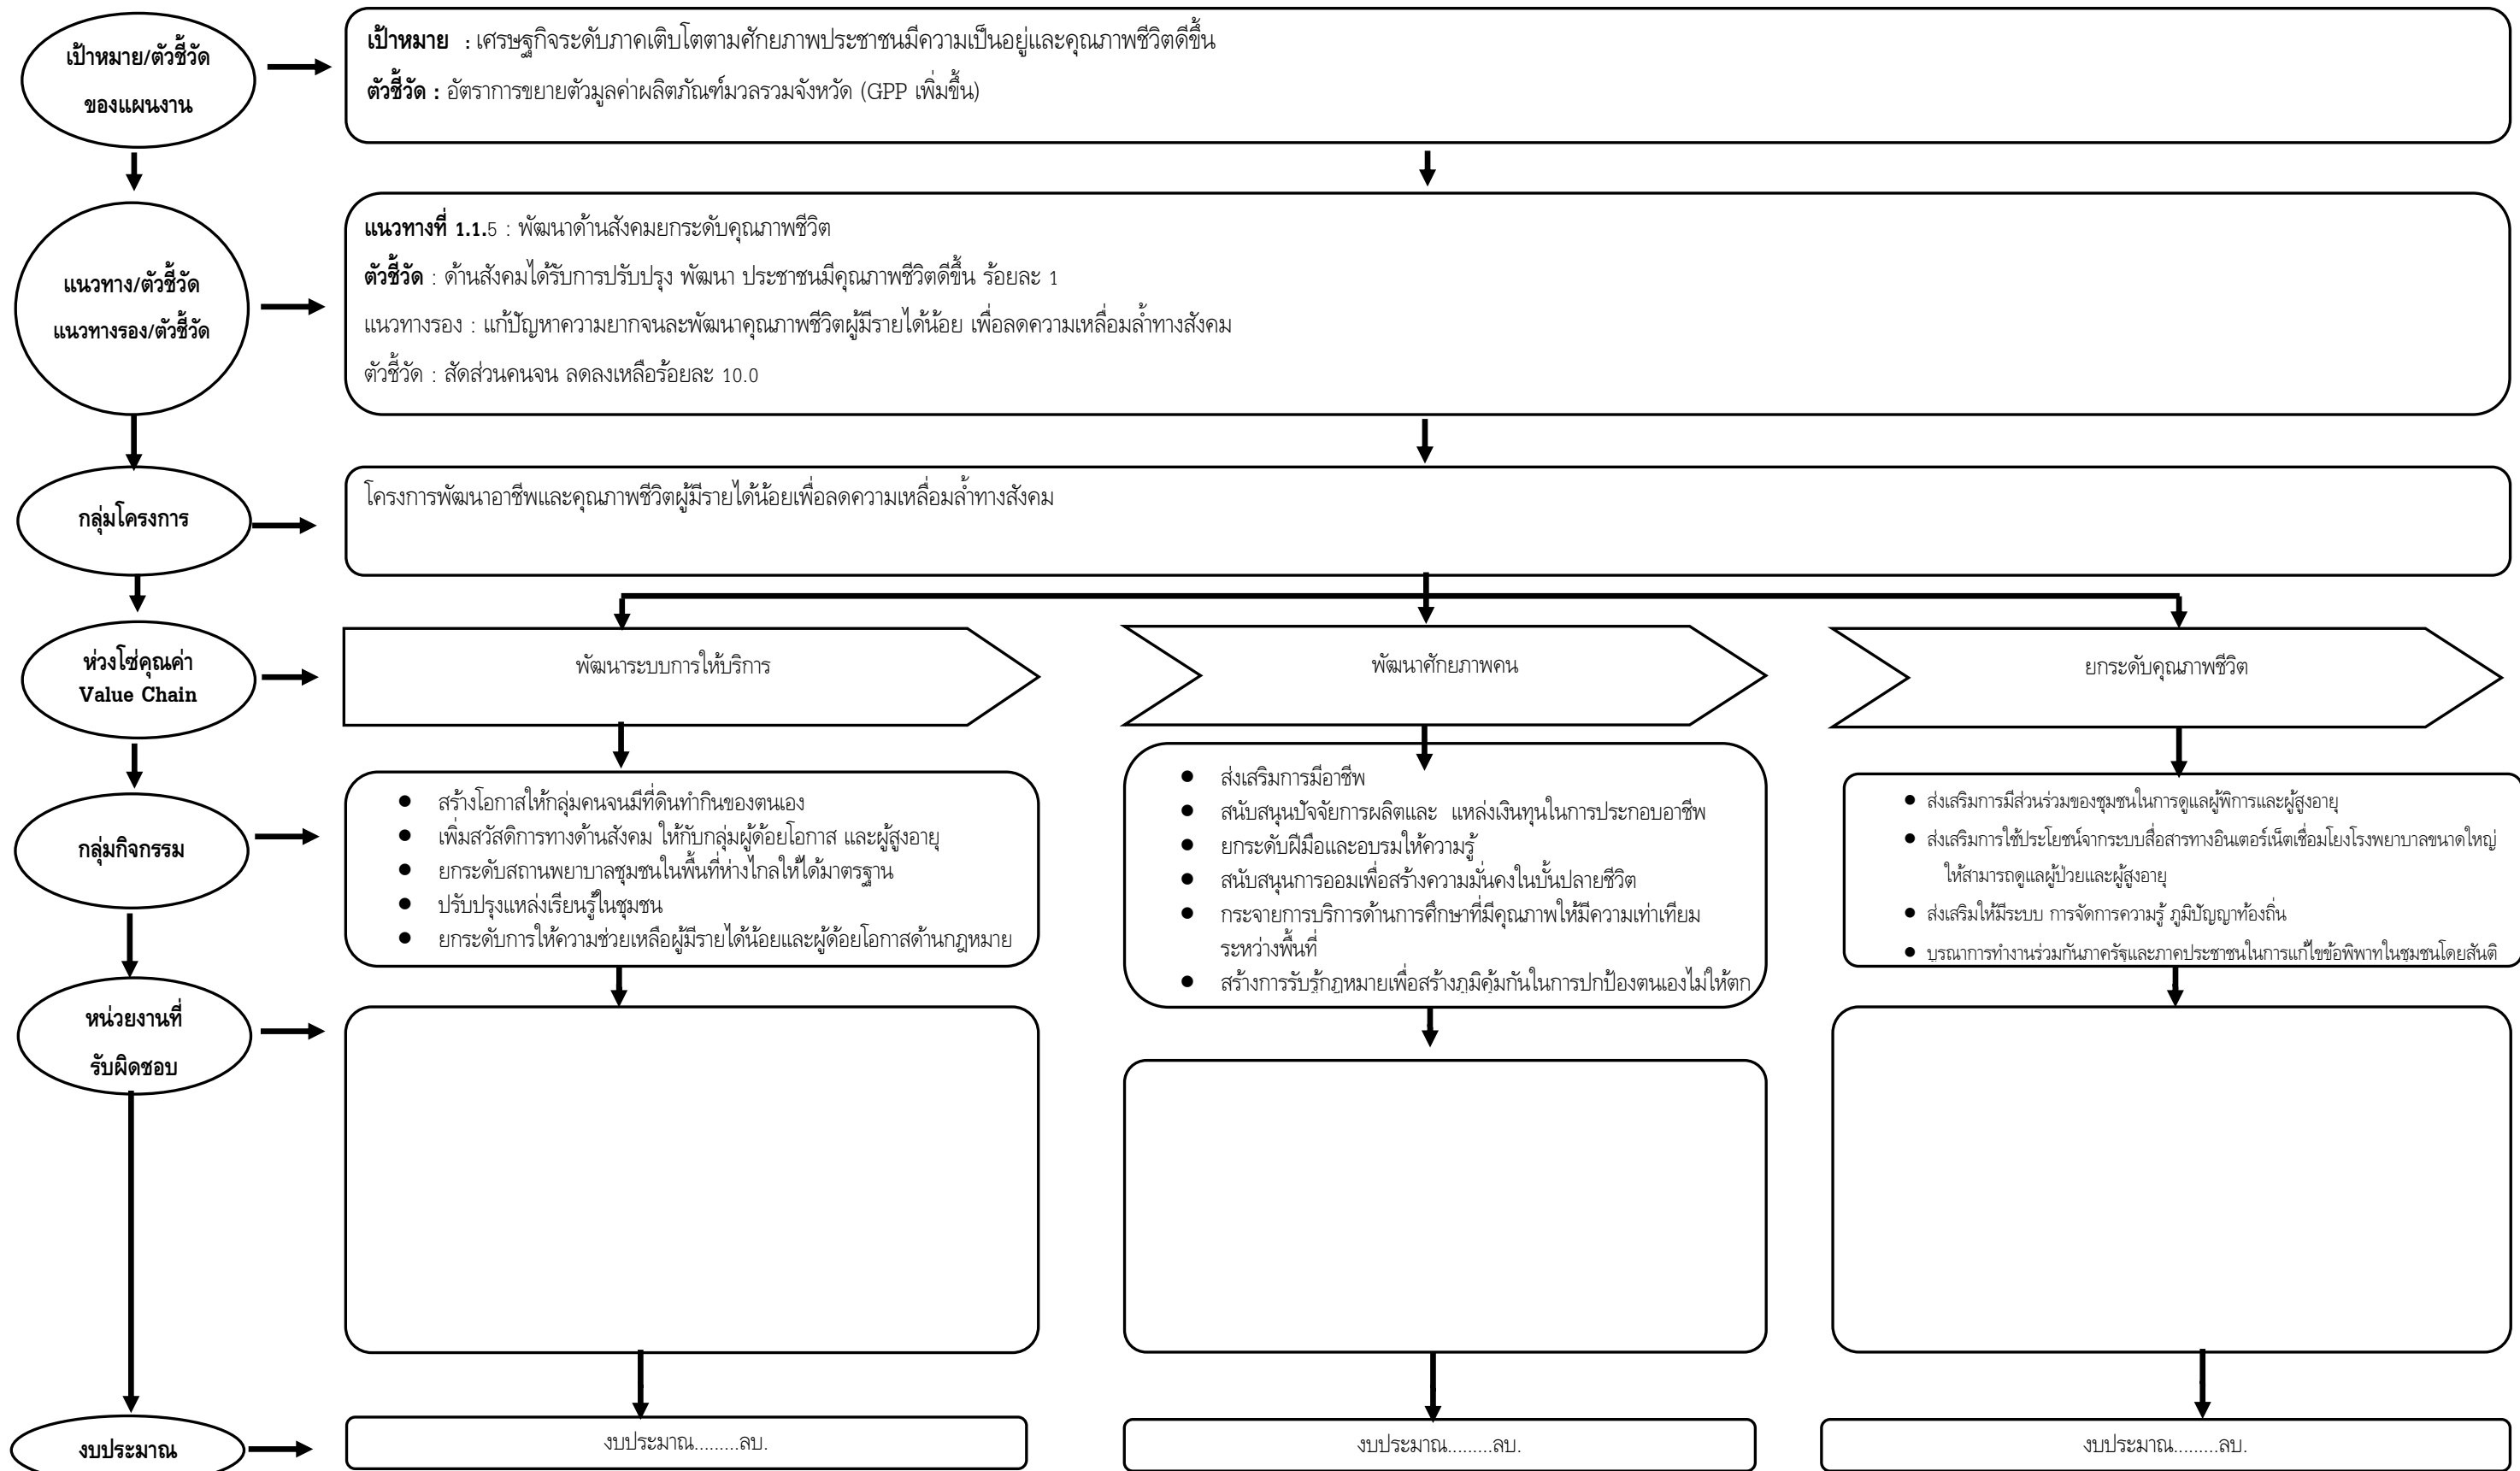 เป้าหมาย/ตัวชี้วัด
ของแผนงาน
เป้าหมาย : เศรษฐกิจระดับภาคเติบโตตามศักยภาพประชาชนมีความเป็นอยู่และคุณภาพชีวิตดีขึ้น
ตัวชี้วัด : อัตราการขยายตัวมูลค่าผลิตภัณฑ์มวลรวมจังหวัด (GPP เพิ่มขึ้น)
แนวทาง/ตัวชี้วัด
แนวทางรอง/ตัวชี้วัด
แนวทางที่ 1.1.5 : พัฒนาด้านสังคมยกระดับคุณภาพชีวิต
ตัวชี้วัด : ด้านสังคมได้รับการปรับปรุง พัฒนา ประชาชนมีคุณภาพชีวิตดีขึ้น ร้อยละ 1
แนวทางรอง : แก้ปัญหาความยากจนละพัฒนาคุณภาพชีวิตผู้มีรายได้น้อย เพื่อลดความเหลื่อมล้ำทางสังคม
ตัวชี้วัด : สัดส่วนคนจน ลดลงเหลือร้อยละ 10.0
กลุ่มโครงการ
โครงการพัฒนาอาชีพและคุณภาพชีวิตผู้มีรายได้น้อยเพื่อลดความเหลื่อมล้ำทางสังคม
ห่วงโซ่คุณค่า
Value Chain
พัฒนาระบบการให้บริการ
พัฒนาศักยภาพคน
ยกระดับคุณภาพชีวิต
กลุ่มกิจกรรม
● สร้างโอกาสให้กลุ่มคนจนมีที่ดินทำกินของตนเอง
● เพิ่มสวัสดิการทางด้านสังคม ให้กับกลุ่มผู้ด้อยโอกาส และผู้สูงอายุ
● ยกระดับสถานพยาบาลชุมชนในพื้นที่ห่างไกลให้ได้มาตรฐาน
● ปรับปรุงแหล่งเรียนรู้ในชุมชน
● ยกระดับการให้ความช่วยเหลือผู้มีรายได้น้อยและผู้ด้อยโอกาสด้านกฎหมาย
● ส่งเสริมการมีอาชีพ
● สนับสนุนปัจจัยการผลิตและ แหล่งเงินทุนในการประกอบอาชีพ
● ยกระดับฝีมือและอบรมให้ความรู้
● สนับสนุนการออมเพื่อสร้างความมั่นคงในบั้นปลายชีวิต
● กระจายการบริการด้านการศึกษาที่มีคุณภาพให้มีความเท่าเทียม
ระหว่างพื้นที่
● สร้างการรับรู้กฎหมายเพื่อสร้างภูมิคุ้มกันในการปกป้องตนเองไม่ให้ตก
● ส่งเสริมการมีส่วนร่วมของชุมชนในการดูแลผู้พิการและผู้สูงอายุ
● ส่งเสริมการใช้ประโยชน์จากระบบสื่อสารทางอินเตอร์เน็ตเชื่อมโยงโรงพยาบาลขนาดใหญ่
ให้สามารถดูแลผู้ป่วยและผู้สูงอายุ
● ส่งเสริมให้มีระบบ การจัดการความรู้ ภูมิปัญญาท้องถิ่น
● บูรณาการทำงานร่วมกันภาครัฐและภาคประชาชนในการแก้ไขข้อพิพาทในชุมชนโดยสันติ
หน่วยงานที่
รับผิดชอบ
งบประมาณ
งบประมาณ.........ลบ.
งบประมาณ.........ลบ.
งบประมาณ.........ลบ.